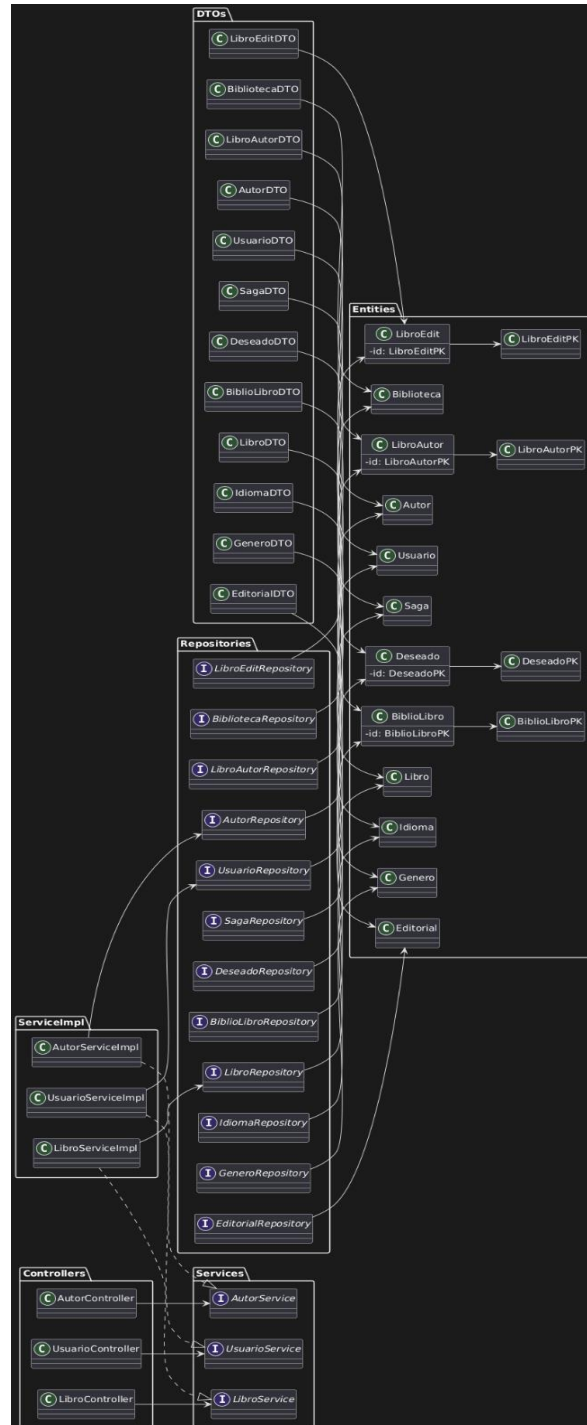 DTOs
C LibroEditDTO
C BibliotecaDTO
C LibroAutorDTO
C AutorDTO
C UsuarioDTO
C SagaDTO
C DeseadoDTO
C BiblioLibroDTO
C LibroDTO
C IdiomaDTO
C GeneroDTO
C EditorialDTO
Entities
C LibroEdit
-id: LibroEditPK
C LibroEditPK
C Biblioteca
C LibroAutor
-id: LibroAutorPK
C LibroAutorPK
C Autor
C Usuario
C Saga
C Deseado
-id: DeseadoPK
C DeseadoPK
C BiblioLibro
-id: BiblioLibroPK
C BiblioLibroPK
C Libro
C Idioma
C Genero
C Editorial
Repositories
I LibroEditRepository
I BibliotecaRepository
I LibroAutorRepository
I AutorRepository
I UsuarioRepository
I SagaRepository
I DeseadoRepository
I BiblioLibroRepository
I LibroRepository
I IdiomaRepository
I GeneroRepository
I EditorialRepository
ServiceImpl
C AutorServiceImpl
C UsuarioServiceImpl
C LibroServiceImpl
Controllers
C AutorController
C UsuarioController
C LibroController
Services
I AutorService
I UsuarioService
I LibroService